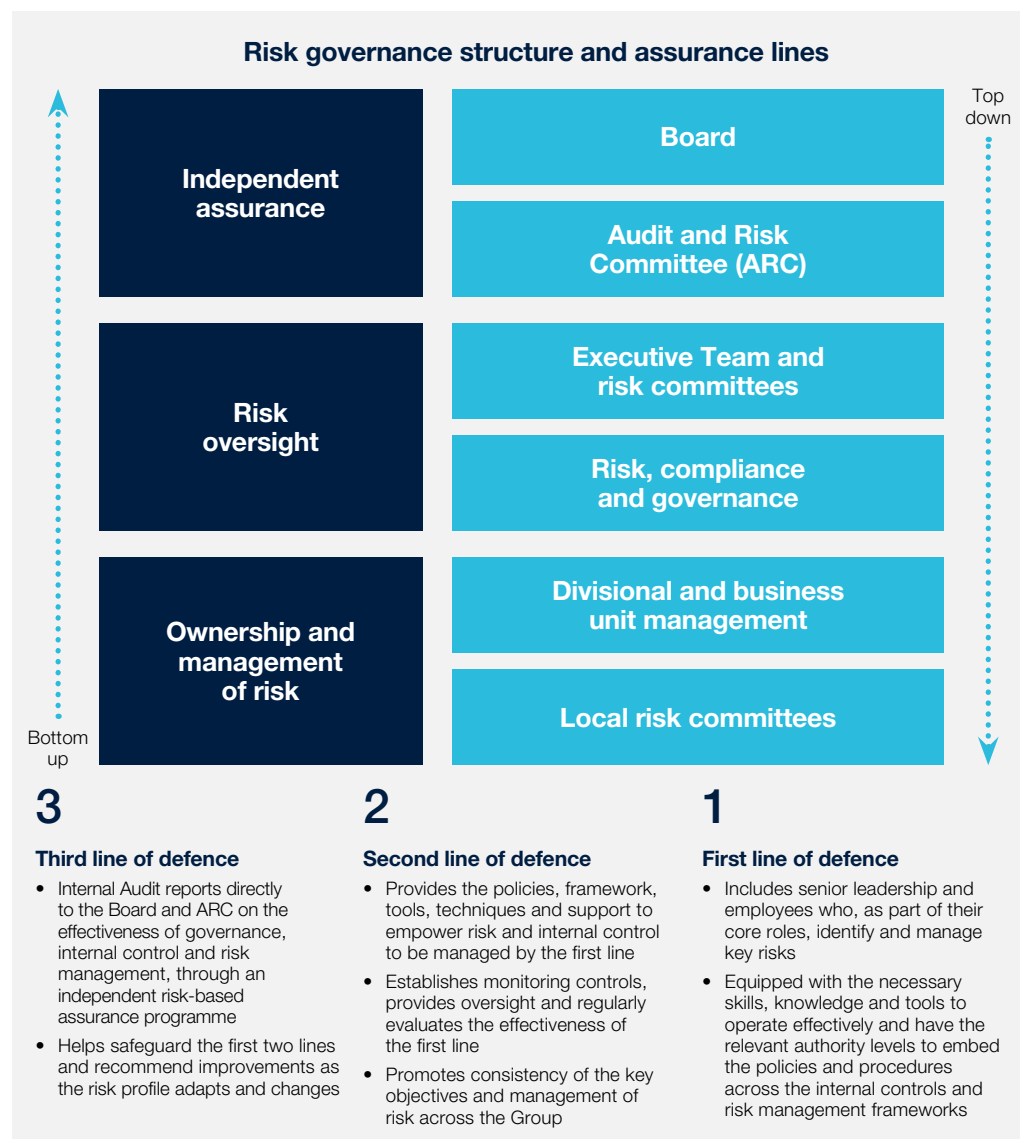 Risk governance structure and assurance lines
Top
down
Independent
assurance
Board
Audit and Risk
Committee (ARC)
Risk
oversight
Executive Team and
risk committees
Risk, compliance
and governance
Ownership and
management
of risk
Divisional and business
unit management
Local risk committees
Bottom
up
3
Third line of defence
• Internal Audit reports directly
to the Board and ARC on the
effectiveness of governance,
internal control and risk
management, through an
independent risk-based
assurance programme
• Helps safeguard the first two lines
and recommend improvements as
the risk profile adapts and changes
2
Second line of defence
• Provides the policies, framework,
tools, techniques and support to
empower risk and internal control
to be managed by the first line
• Establishes monitoring controls,
provides oversight and regularly
evaluates the effectiveness of
the first line
• Promotes consistency of the key
objectives and management of
risk across the Group
1
First line of defence
• Includes senior leadership and
employees who, as part of their
core roles, identify and manage
key risks
• Equipped with the necessary
skills, knowledge and tools to
operate effectively and have the
relevant authority levels to embed
the policies and procedures
across the internal controls and
risk management frameworks